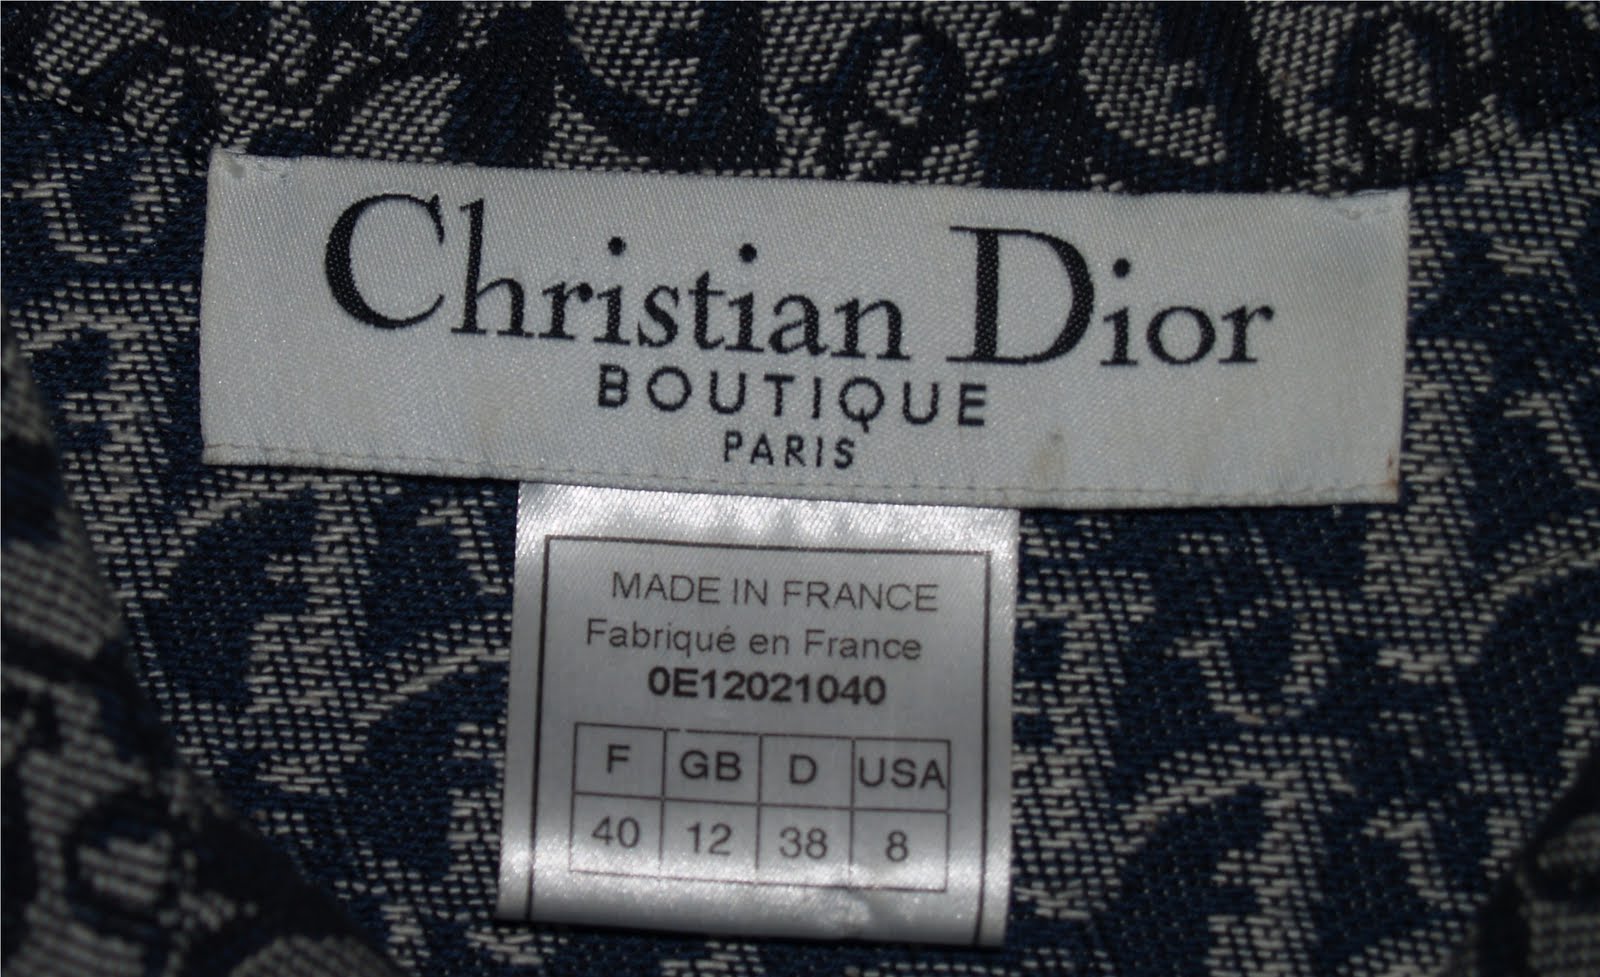 Christian Dior
BOUTIQUE
PARIS
MADE IN FRANCE
Fabriqué en France
0E12021040
F GB D USA
40 12 38 8